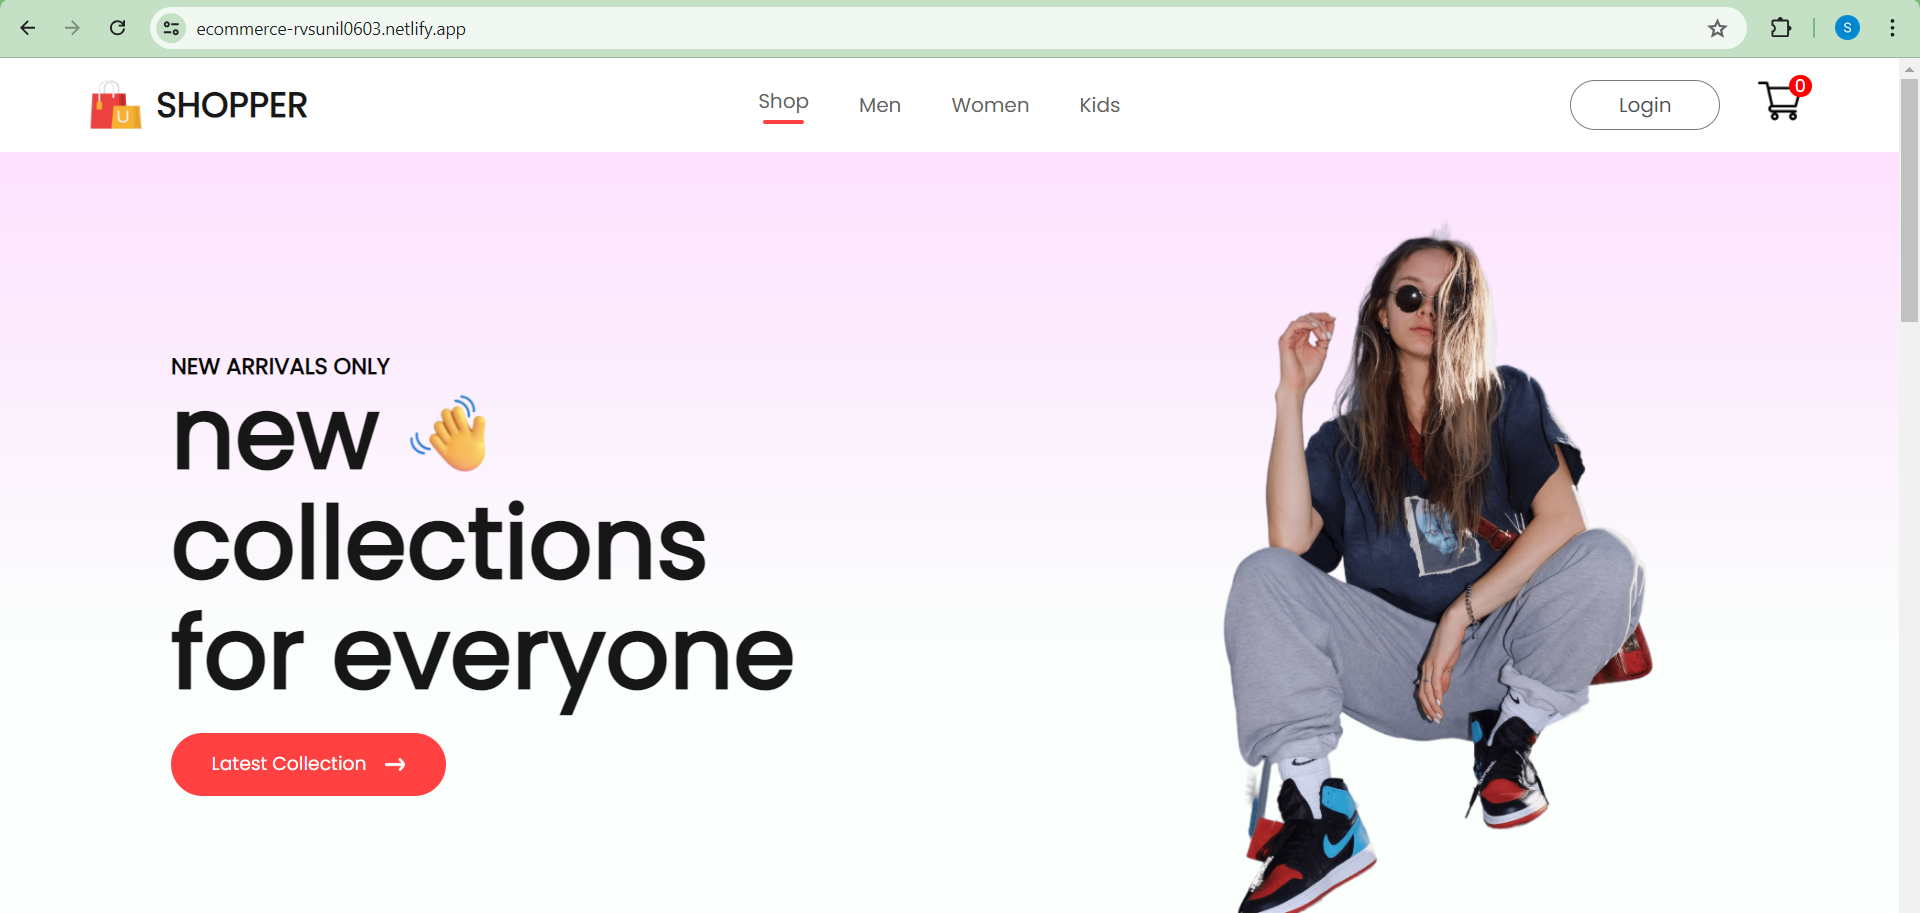 ecommerce-rvsunil0603.netlify.app
S
U
SHOPPER
Shop
Men
Women
Kids
Login
0
NEW ARRIVALS ONLY
new
collections
for everyone
Latest Collection